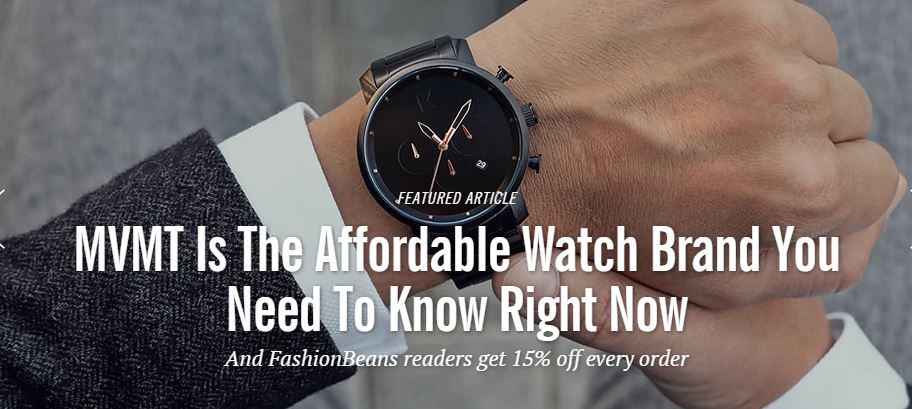 29
FEATURED ARTICLE
MVMT Is The Affordable Watch Brand You
Need To Know Right Now
And FashionBeans readers get 15% off every order